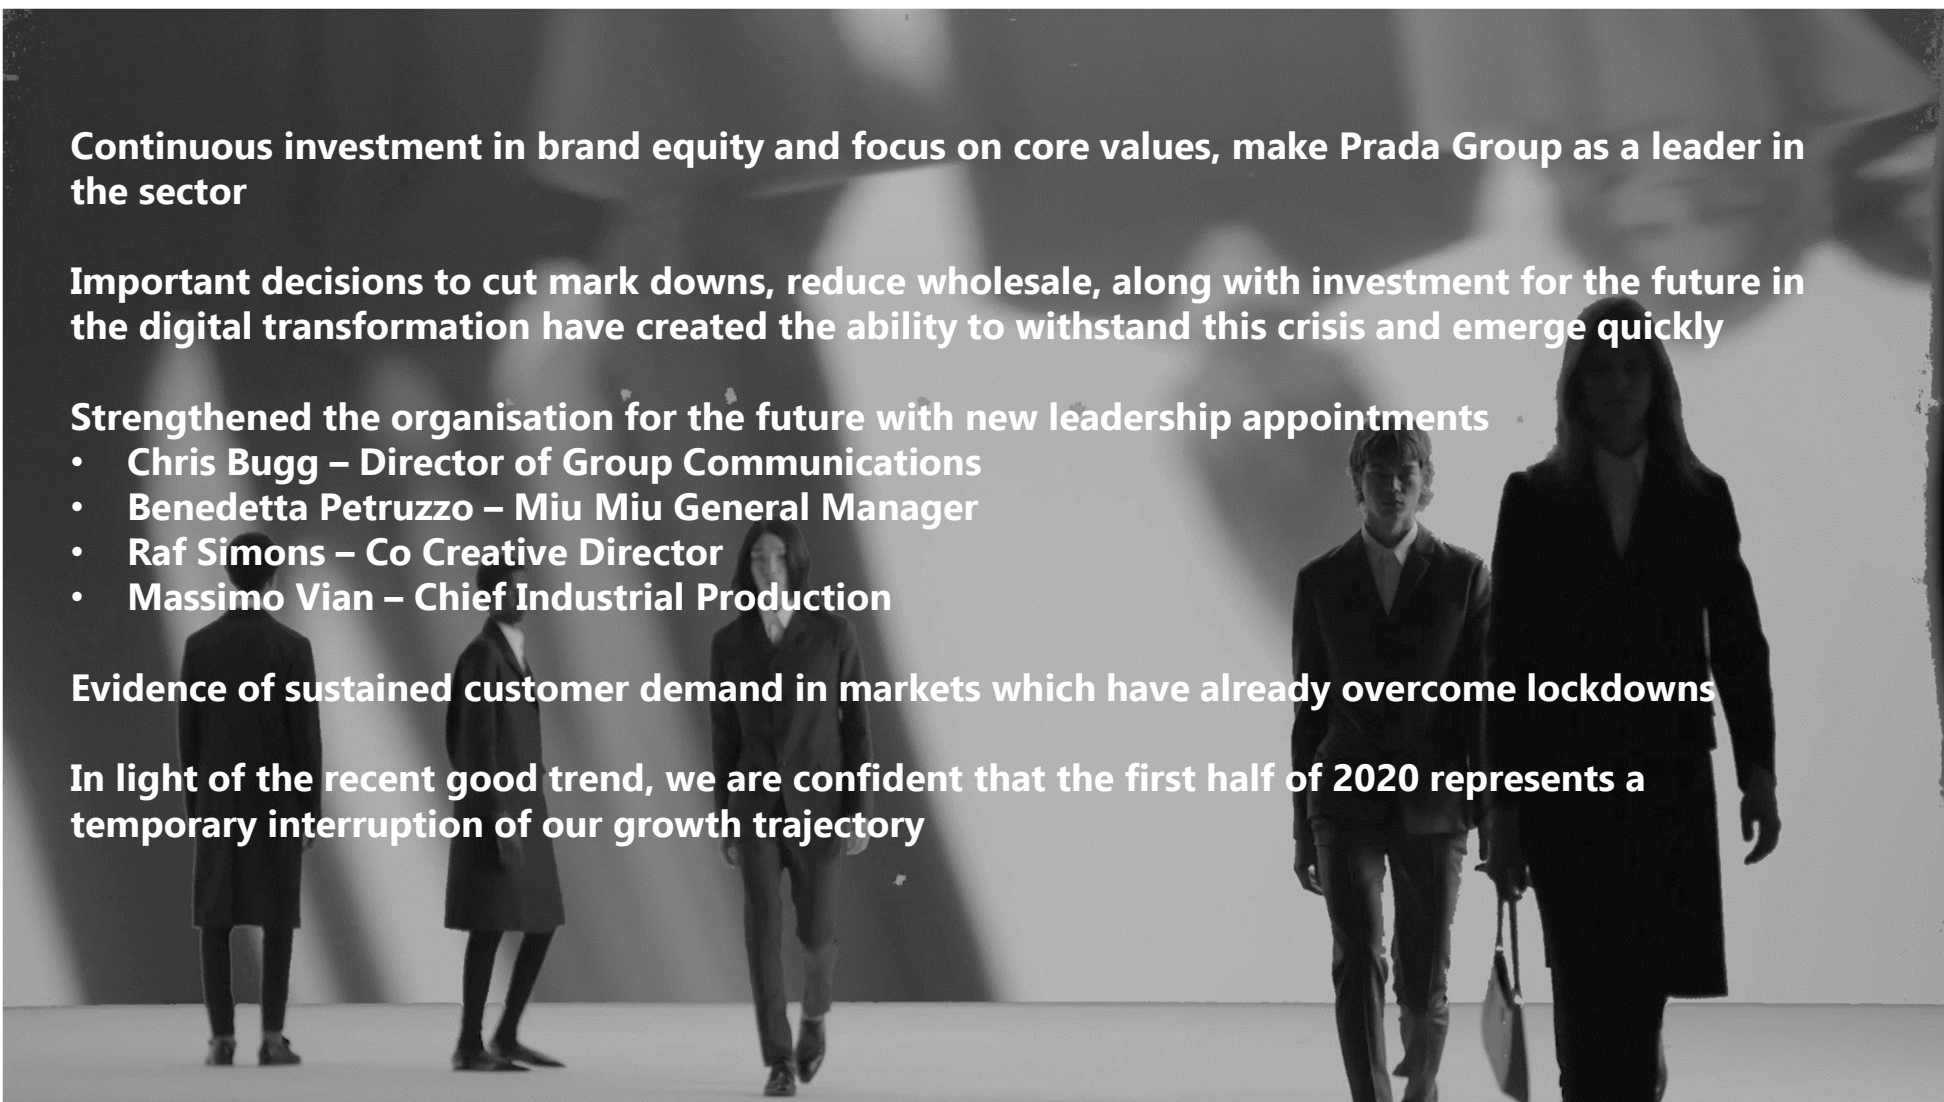 Continuous investment in brand equity and focus on core values, make Prada Group as a leader in
the sector
Important decisions to cut mark downs, reduce wholesale, along with investment for the future in
the digital transformation have created the ability to withstand this crisis and emerge quickly
Strengthened the organisation for the future with new leadership appointments
• Chris Bugg – Director of Group Communications
• Benedetta Petruzzo – Miu Miu General Manager
• Raf Simons – Co Creative Director
• Massimo Vian – Chief Industrial Production
Evidence of sustained customer demand in markets which have already overcome lockdowns
In light of the recent good trend, we are confident that the first half of 2020 represents a
temporary interruption of our growth trajectory